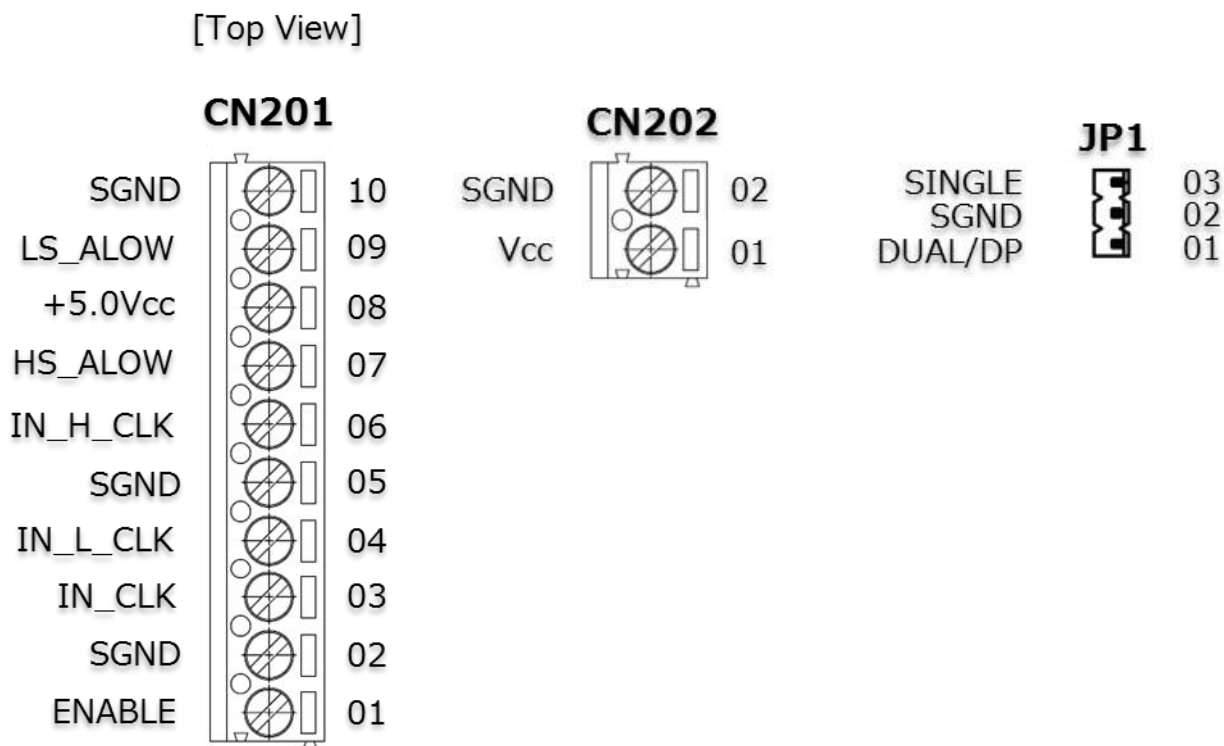 [Top View]
CN201
SGND 10
LS_ALOW 09
+5.0Vcc 08
HS_ALOW 07
IN_H_CLK 06
SGND 05
IN_L_CLK 04
IN_CLK 03
SGND 02
ENABLE 01
CN202
SGND 02
Vcc 01
JP1
SINGLE 03
SGND 02
DUAL/DP 01